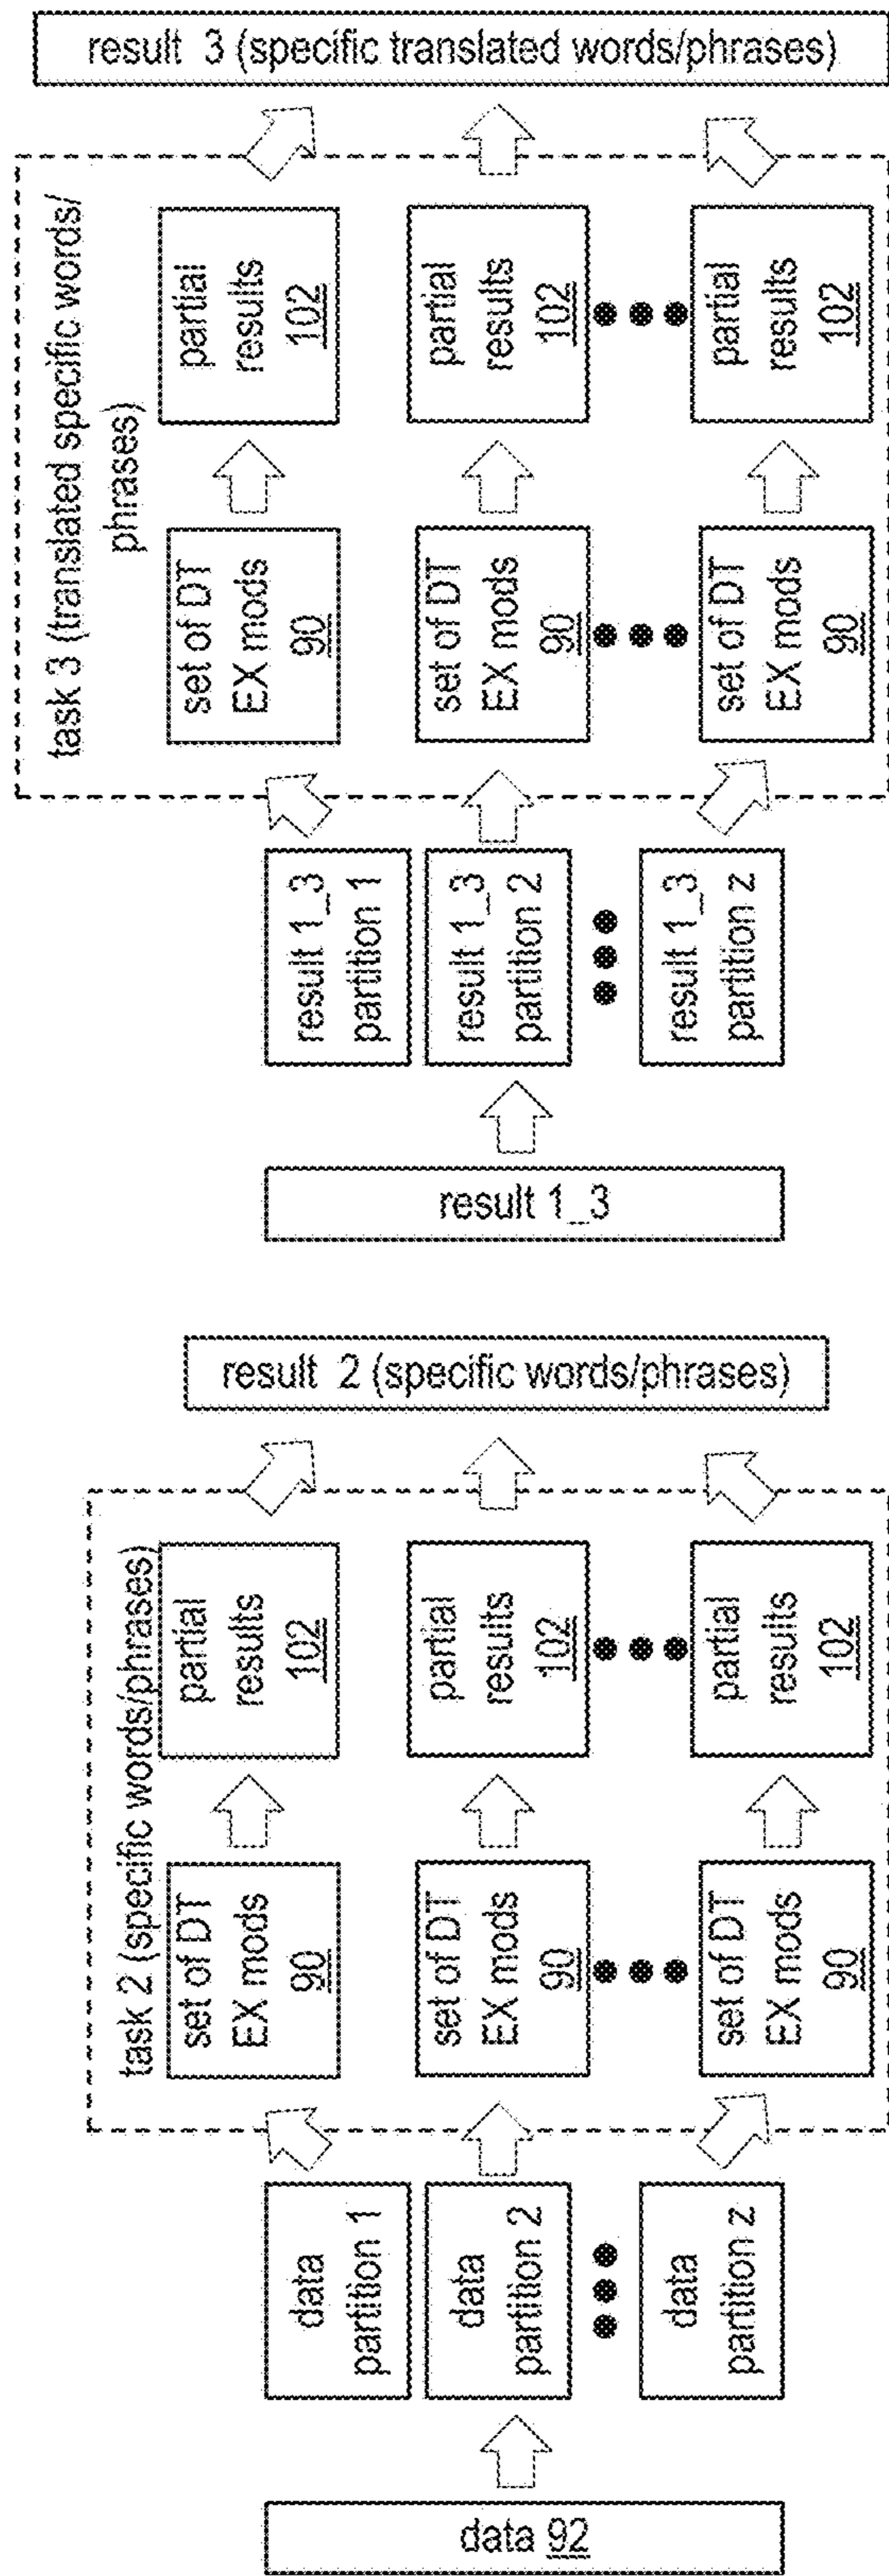 data 92
data
partition 1
data
partition 2
data
partition z
task 2 (specific words/phrases)
set of DT
EX mods
90
set of DT
EX mods
90
set of DT
EX mods
90
partial
results
102
partial
results
102
partial
results
102
result 2 (specific words/phrases)
result 1_3
result 1_3
partition 1
result 1_3
partition 2
result 1_3
partition z
task 3 (translated specific words/
phrases)
set of DT
EX mods
90
set of DT
EX mods
90
set of DT
EX mods
90
partial
results
102
partial
results
102
partial
results
102
result 3 (specific translated words/phrases)